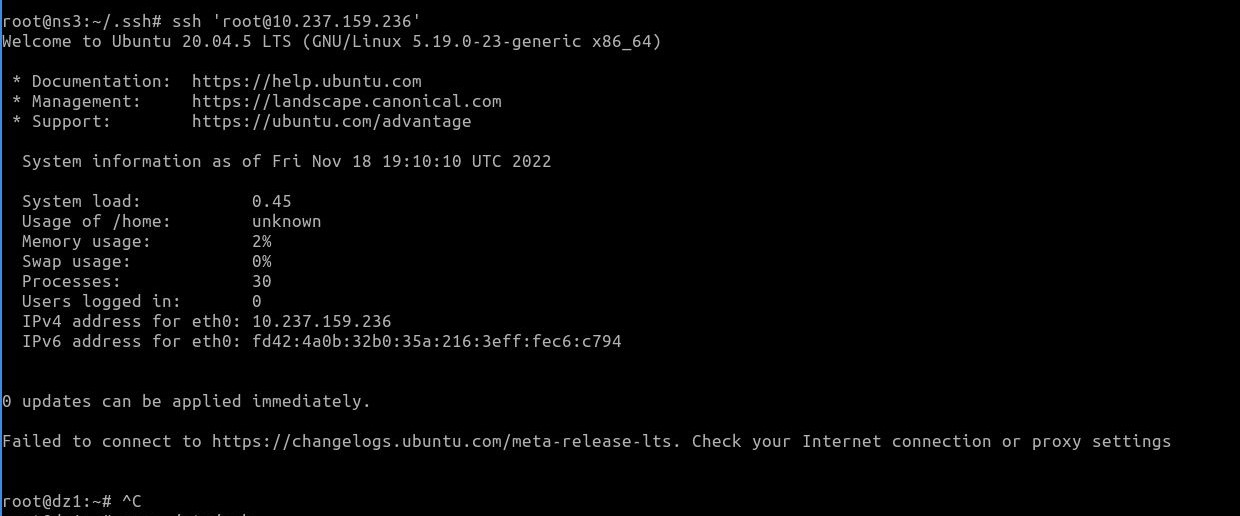 root@ns3:~/.ssh# ssh 'root@10.237.159.236'
Welcome to Ubuntu 20.04.5 LTS (GNU/Linux 5.19.0-23-generic x86_64)
* Documentation:  https://help.ubuntu.com
* Management:     https://landscape.canonical.com
* Support:        https://ubuntu.com/advantage
System information as of Fri Nov 18 19:10:10 UTC 2022
System load:           0.45
Usage of /home:        unknown
Memory usage:          2%
Swap usage:            0%
Processes:             30
Users logged in:       0
IPv4 address for eth0: 10.237.159.236
IPv6 address for eth0: fd42:4a0b:32b0:35a:216:3eff:fec6:c794
0 updates can be applied immediately.
Failed to connect to https://changelogs.ubuntu.com/meta-release-lts. Check your Internet connection or proxy settings
root@dz1:~# ^C